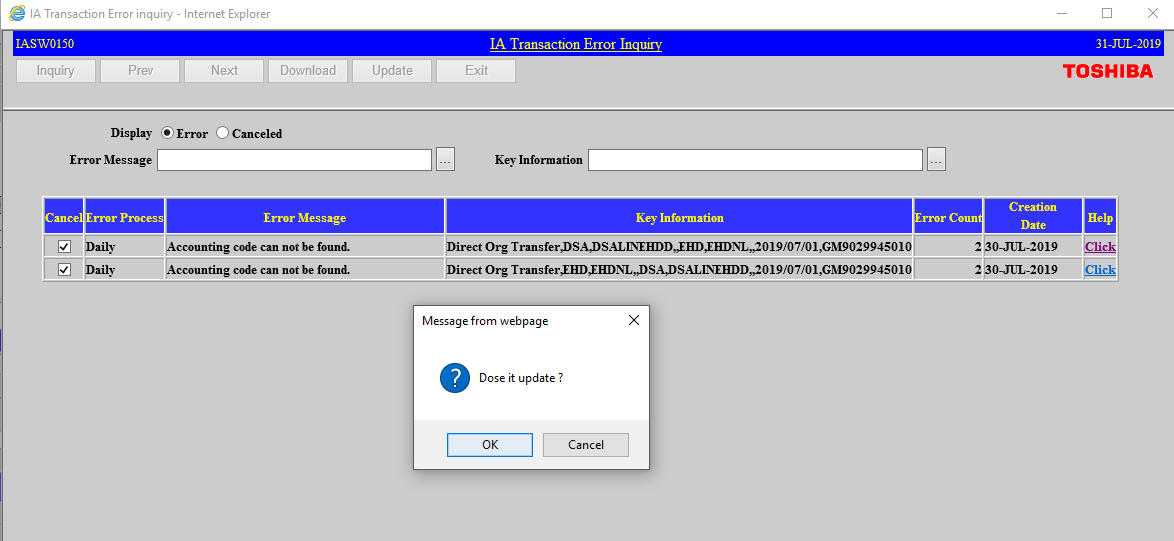 IA Transaction Error inquiry - Internet Explorer
IASW0150 IA Transaction Error Inquiry 31-JUL-2019
Inquiry Prev Next Download Update Exit TOSHIBA
Display Error Canceled
Error Message ... Key Information ...
Cancel Error Process Error Message Key Information Error Count Creation Date Help
Daily Accounting code can not be found. Direct Org Transfer,DSA,DSALINEHDD,,EHD,EHDNL,,2019/07/01,GM9029945010 2 30-JUL-2019 Click
Daily Accounting code can not be found. Direct Org Transfer,EHD,EHDNL,,DSA,DSALINEHDD,,2019/07/01,GM9029945010 2 30-JUL-2019 Click
Message from webpage
? Dose it update ?
OK Cancel